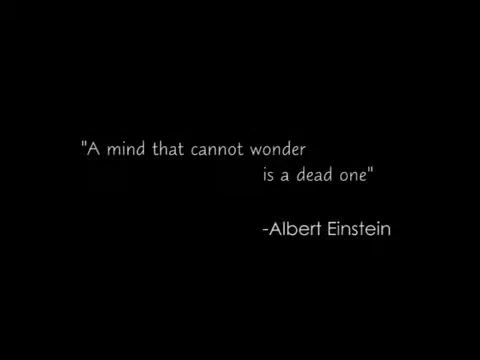 "A mind that cannot wonder
is a dead one"
-Albert Einstein